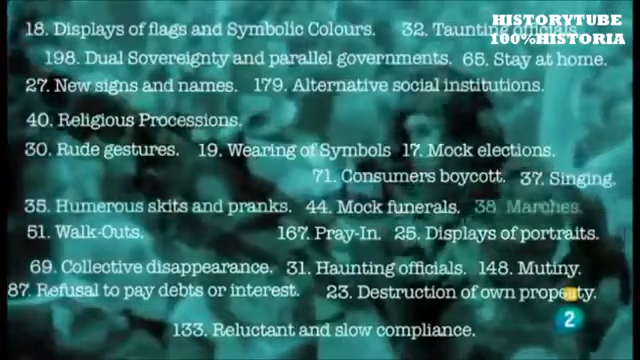 HISTORYTUBE
100%HISTORIA
18. Displays of flags and Symbolic Colours. 32. Taunting officials.
198. Dual Sovereignty and parallel governments. 65. Stay at home.
27. New signs and names. 179. Alternative social institutions.
40. Religious Processions.
30. Rude gestures. 19. Wearing of Symbols 17. Mock elections.
71. Consumers boycott. 37. Singing.
35. Humerous skits and pranks. 44. Mock funerals. 38 Marches.
51. Walk-Outs. 167. Pray-In. 25. Displays of portraits.
69. Collective disappearance. 31. Haunting officials. 148. Mutiny.
87. Refusal to pay debts or interest. 23. Destruction of own property.
2
133. Reluctant and slow compliance.